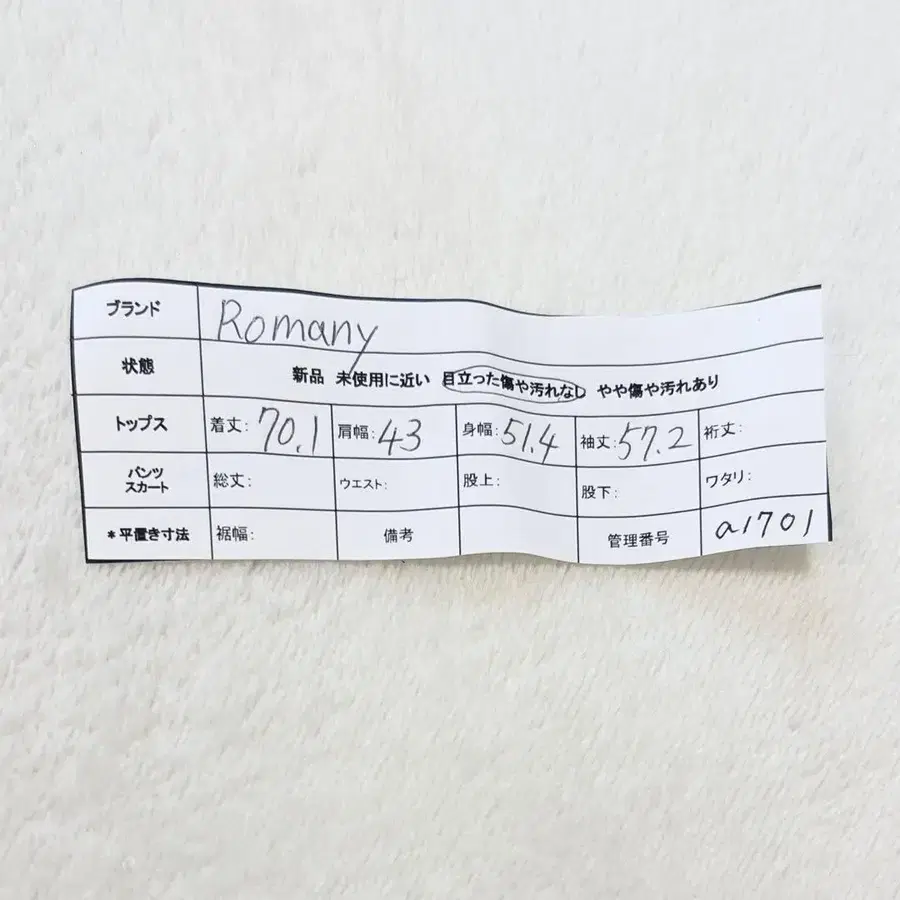 ブランド Romany
状態 新品 未使用に近い 目立った傷や汚れなし やや傷や汚れあり
トップス 着丈: 70.1 肩幅: 43 身幅: 51.4 袖丈: 57.2 裄丈:
パンツ
スカート 総丈: ウエスト: 股上: 股下: ワタリ:
*平置き寸法 裾幅: 備考 管理番号 a1701